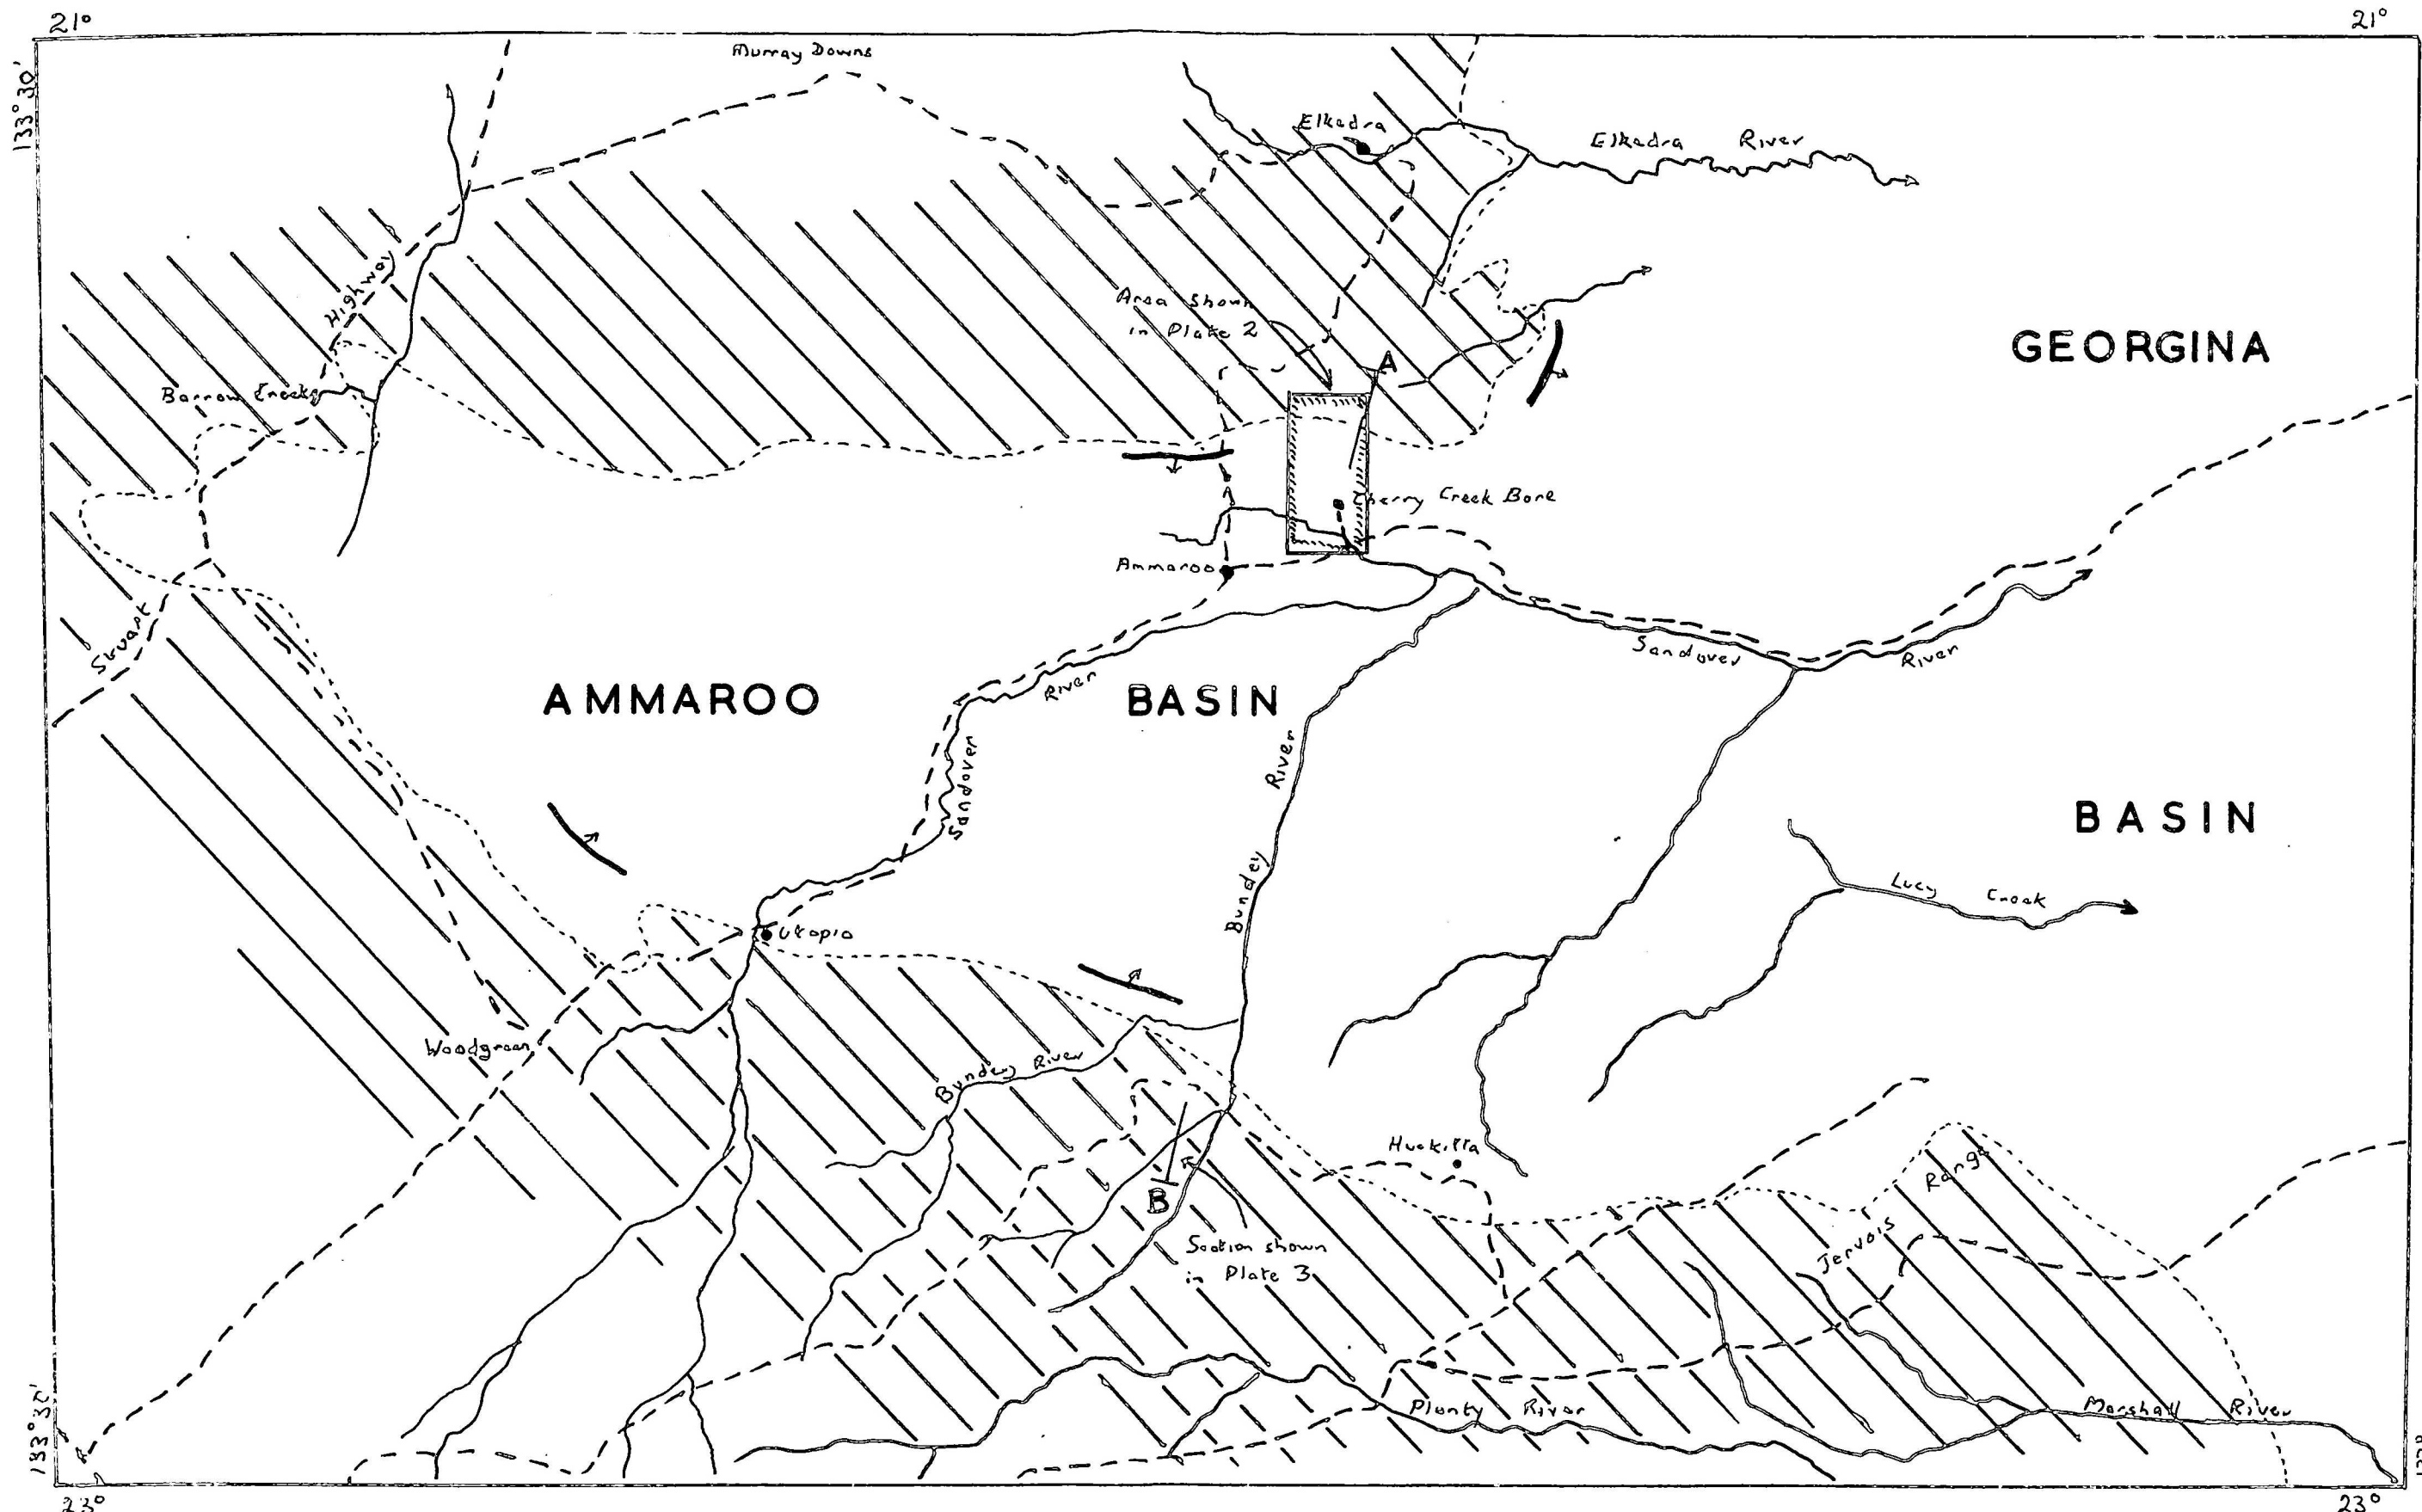 21°
21°
133°30'
Murray Downs
Elkedra
Elkedra River
Highway
Area shown
in Plate 2
A
GEORGINA
Barrow Creek
Cherry Creek Bore
Ammaroo
Stuart
Sandover
River
AMMAROO
BASIN
River
River
Sandover
BASIN
Bundey
Lucy Creek
Utopia
Woodgreen
Bundey River
Huckitta
B
Range
Jervois
Section shown
in Plate 3
Plenty River
Marshall River
133°30'
23°
23°